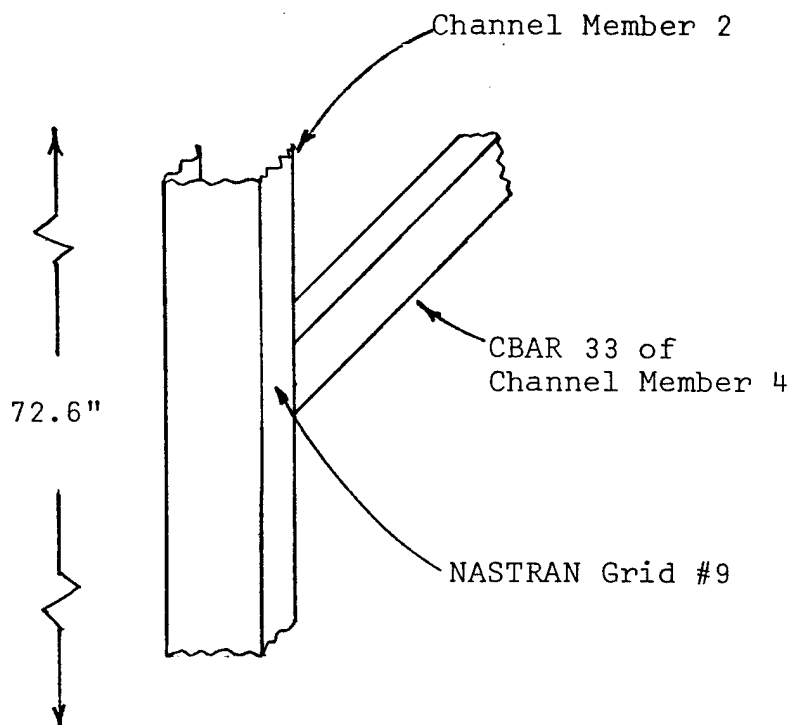 Channel Member 2
CBAR 33 of
Channel Member 4
72.6"
NASTRAN Grid #9